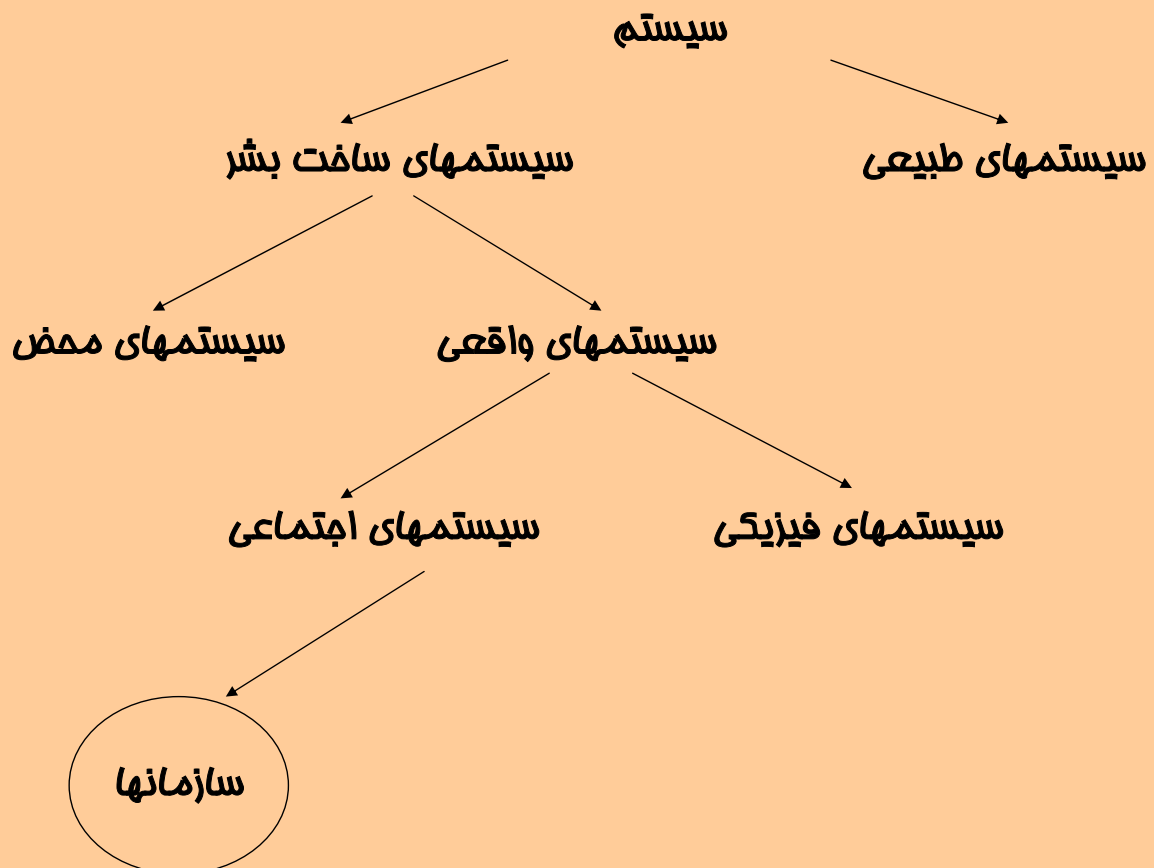 سیستم
سیستمهای طبیعی
سیستمهای ساخت بشر
سیستمهای واقعی
سیستمهای محض
سیستمهای فیزیکی
سیستمهای اجتماعی
سازمانها